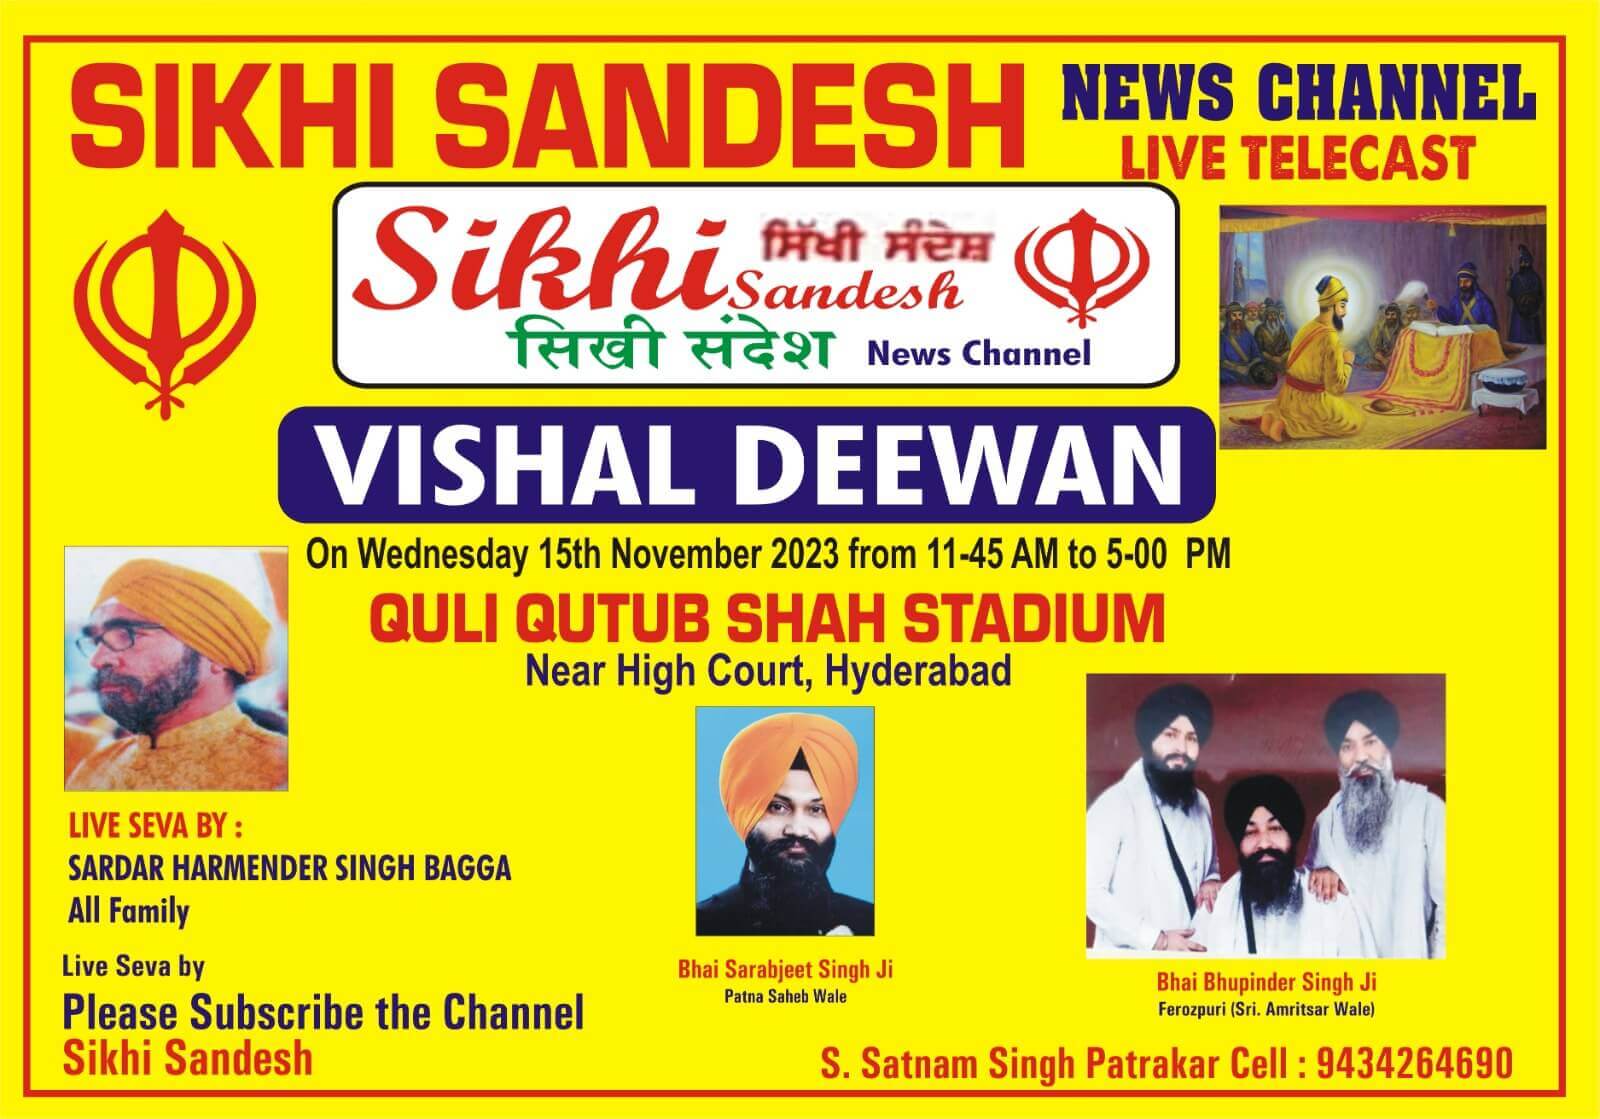 SIKHI SANDESH
NEWS CHANNEL
LIVE TELECAST
Sikhi ਸਿੱਖੀ ਸੰਦੇਸ਼
Sandesh
सिखी संदेश News Channel
VISHAL DEEWAN
On Wednesday 15th November 2023 from 11-45 AM to 5-00 PM
QULI QUTUB SHAH STADIUM
Near High Court, Hyderabad
LIVE SEVA BY :
SARDAR HARMENDER SINGH BAGGA
All Family
Live Seva by
Please Subscribe the Channel
Sikhi Sandesh
Bhai Sarabjeet Singh Ji
Patna Saheb Wale
Bhai Bhupinder Singh Ji
Ferozpuri (Sri. Amritsar Wale)
S. Satnam Singh Patrakar Cell : 9434264690